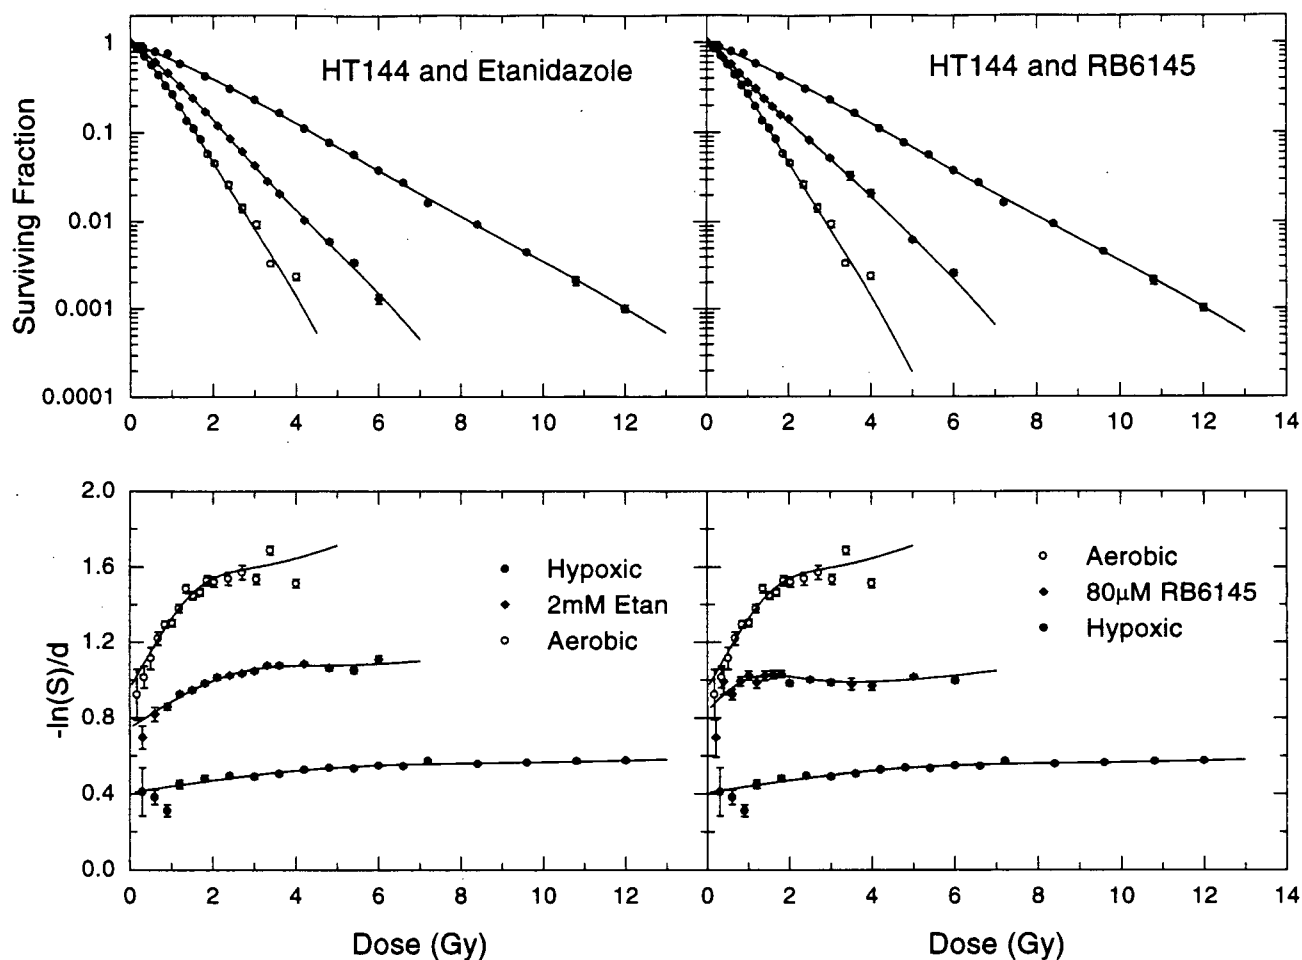 HT144 and Etanidazole
HT144 and RB6145
Surviving Fraction
1
0.1
0.01
0.001
0.0001
0 2 4 6 8 10 12 0 2 4 6 8 10 12 14
-ln(S)/d
2.0
1.6
1.2
0.8
0.4
0.0
Hypoxic
2mM Etan
Aerobic
Aerobic
80μM RB6145
Hypoxic
0 2 4 6 8 10 12 0 2 4 6 8 10 12 14
Dose (Gy)
Dose (Gy)